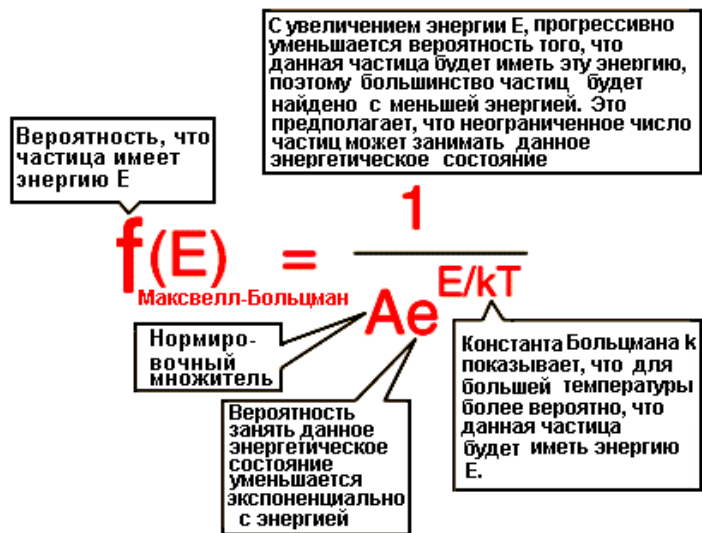 С увеличением энергии E, прогрессивно
уменьшается вероятность того, что
данная частица будет иметь эту энергию,
поэтому большинство частиц будет
найдено с меньшей энергией. Это
предполагает, что неограниченное число
частиц может занимать данное
энергетическое состояние
Вероятность, что
частица имеет
энергию E
1
f(E) =
Ae^E/kT
Максвелл-Больцман
Нормиро-
вочный
множитель
Константа Больцмана k
показывает, что для
большей температуры
более вероятно, что
данная частица
будет иметь энергию
E.
Вероятность
занять данное
энергетическое
состояние
уменьшается
экспоненциально
с энергией